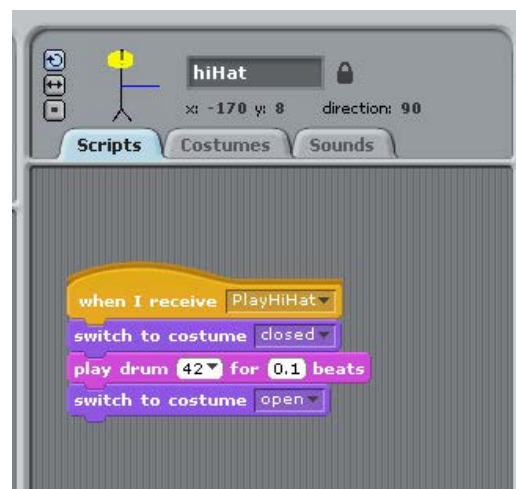 hiHat
x: -170 y: 8 direction: 90
Scripts Costumes Sounds
when I receive PlayHiHat
switch to costume closed
play drum 42 for 0.1 beats
switch to costume open